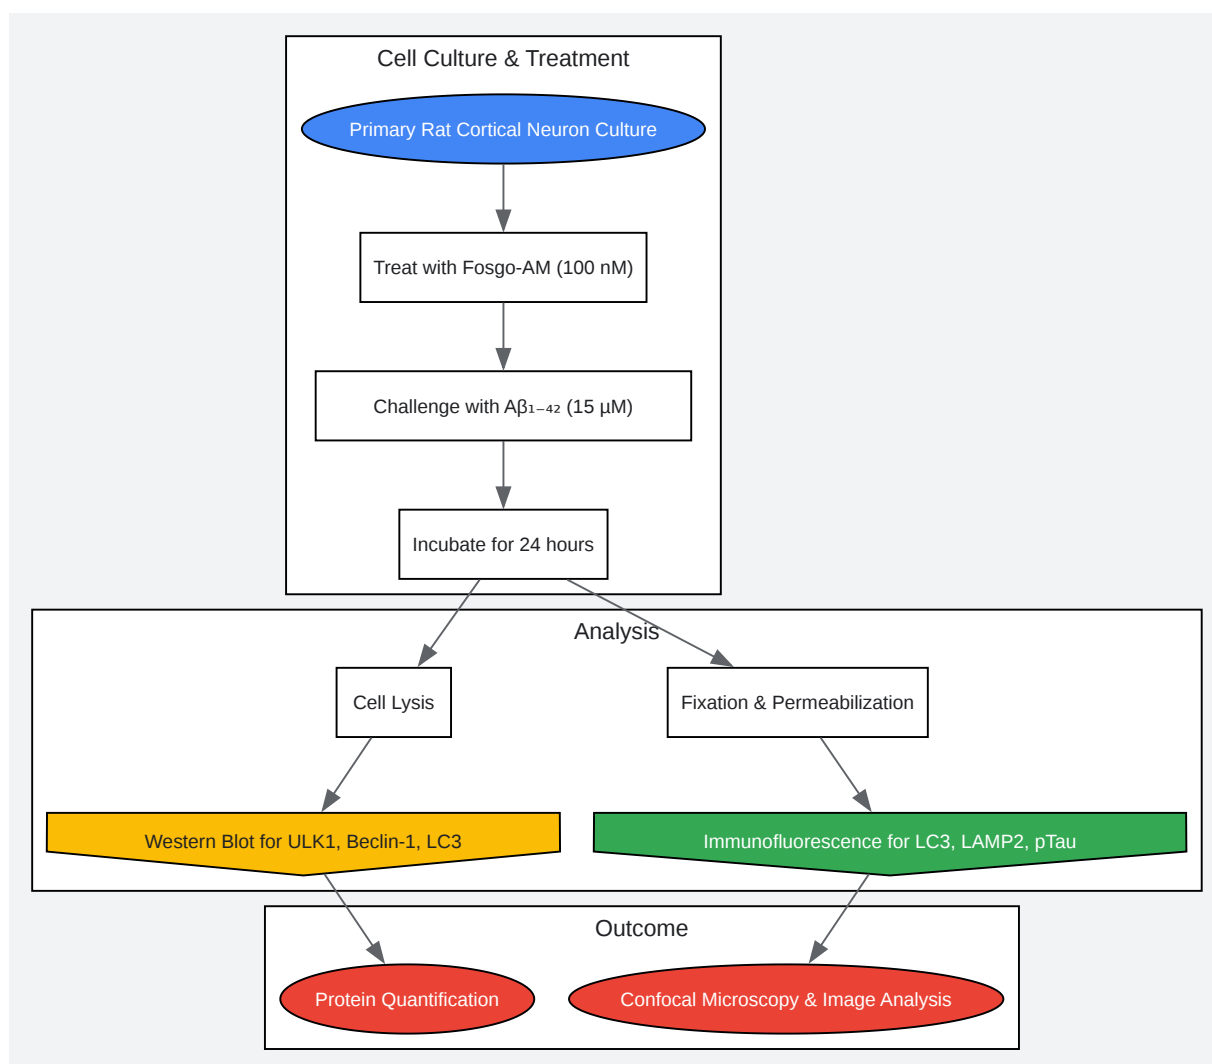 Cell Culture & Treatment
Primary Rat Cortical Neuron Culture
Treat with Fosgo-AM (100 nM)
Challenge with Aβ₁₋₄₂ (15 µM)
Incubate for 24 hours
Analysis
Cell Lysis
Fixation & Permeabilization
Western Blot for ULK1, Beclin-1, LC3
Immunofluorescence for LC3, LAMP2, pTau
Outcome
Protein Quantification
Confocal Microscopy & Image Analysis